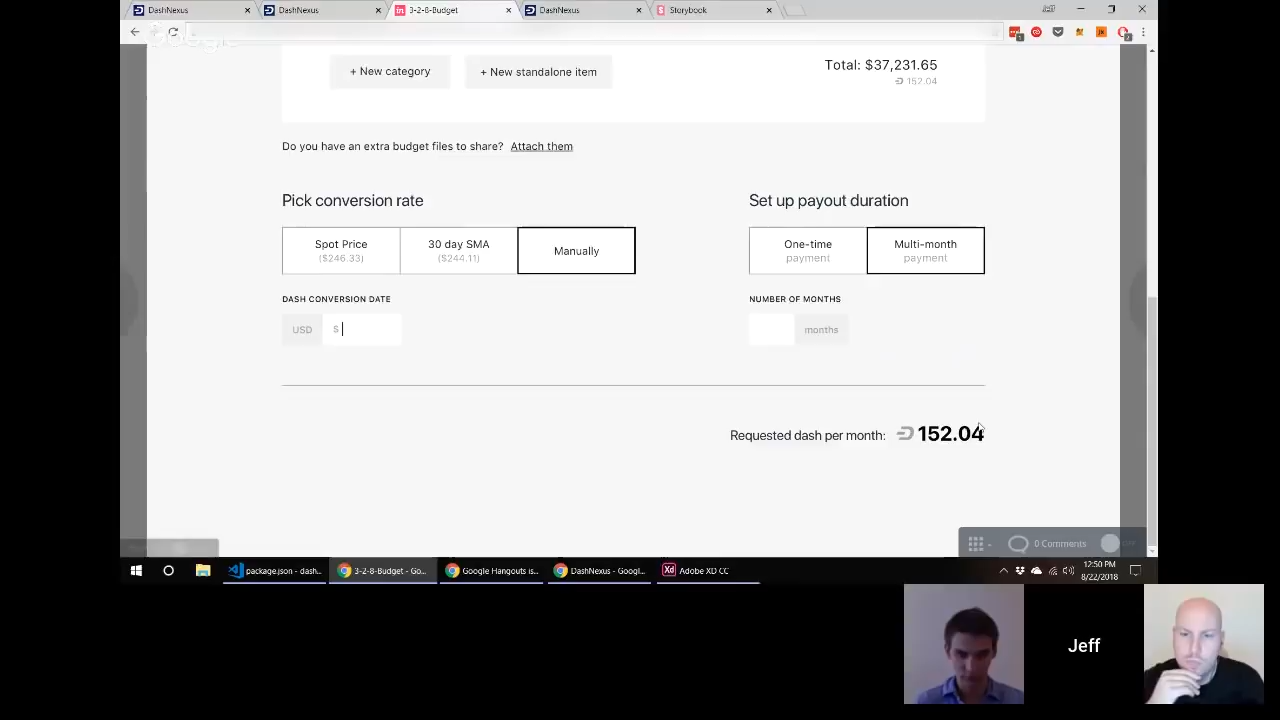 DashNexus
DashNexus
3-2-8-Budget
DashNexus
Storybook
Jeff
Google
+ New category
+ New standalone item
Total: $37,231.65
152.04
Do you have an extra budget files to share? Attach them
Pick conversion rate
Set up payout duration
Spot Price
($246.33)
30 day SMA
($244.11)
Manually
One-time
payment
Multi-month
payment
DASH CONVERSION DATE
NUMBER OF MONTHS
USD
$
months
Requested dash per month:
152.04
0 Comments
package.json - dash...
3-2-8-Budget - Go...
Google Hangouts is...
DashNexus - Googl...
Xd
Adobe XD CC
12:50 PM
8/22/2018
Jeff